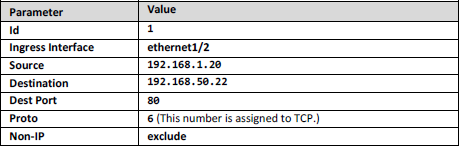 Parameter Value
Id 1
Ingress Interface ethernet1/2
Source 192.168.1.20
Destination 192.168.50.22
Dest Port 80
Proto 6 (This number is assigned to TCP.)
Non-IP exclude